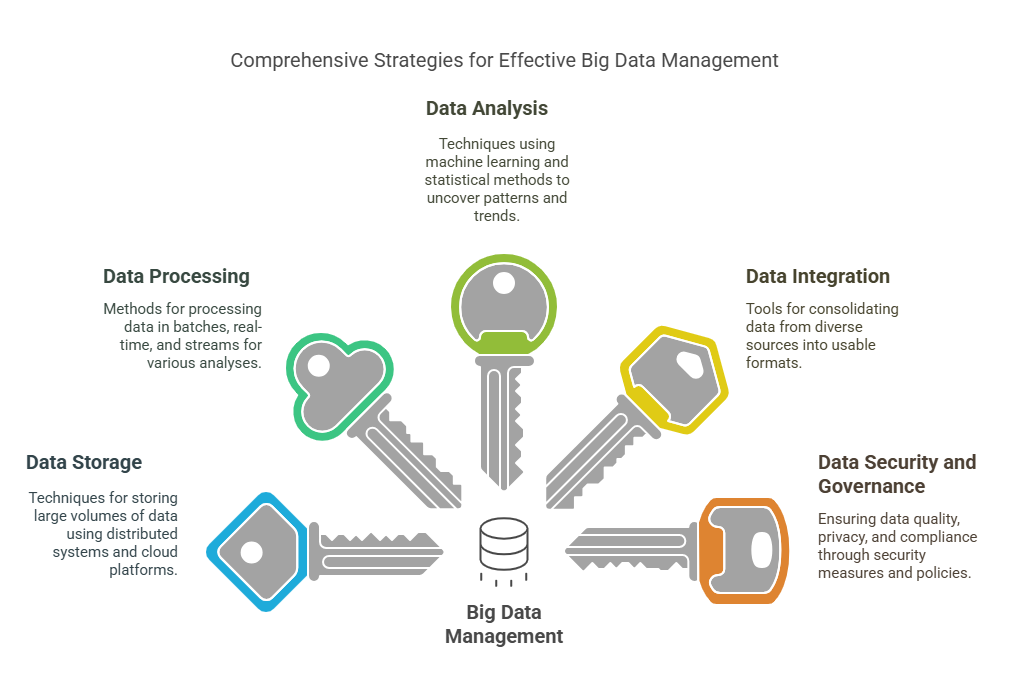 Comprehensive Strategies for Effective Big Data Management
Data Analysis
Techniques using
machine learning and
statistical methods to
uncover patterns and
trends.
Data Processing
Methods for processing
data in batches, real-
time, and streams for
various analyses.
Data Integration
Tools for consolidating
data from diverse
sources into usable
formats.
Data Storage
Techniques for storing
large volumes of data
using distributed
systems and cloud
platforms.
Data Security and
Governance
Ensuring data quality,
privacy, and compliance
through security
measures and policies.
Big Data
Management